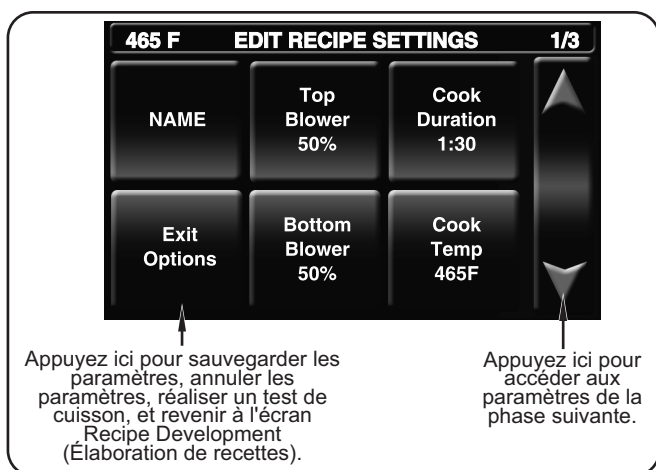 465 F EDIT RECIPE SETTINGS 1/3
NAME
Top
Blower
50%
Cook
Duration
1:30
Exit
Options
Bottom
Blower
50%
Cook
Temp
465F
Appuyez ici pour sauvegarder les
paramètres, annuler les
paramètres, réaliser un test de
cuisson, et revenir à l'écran
Recipe Development
(Élaboration de recettes).
Appuyez ici pour
accéder aux
paramètres de la
phase suivante.